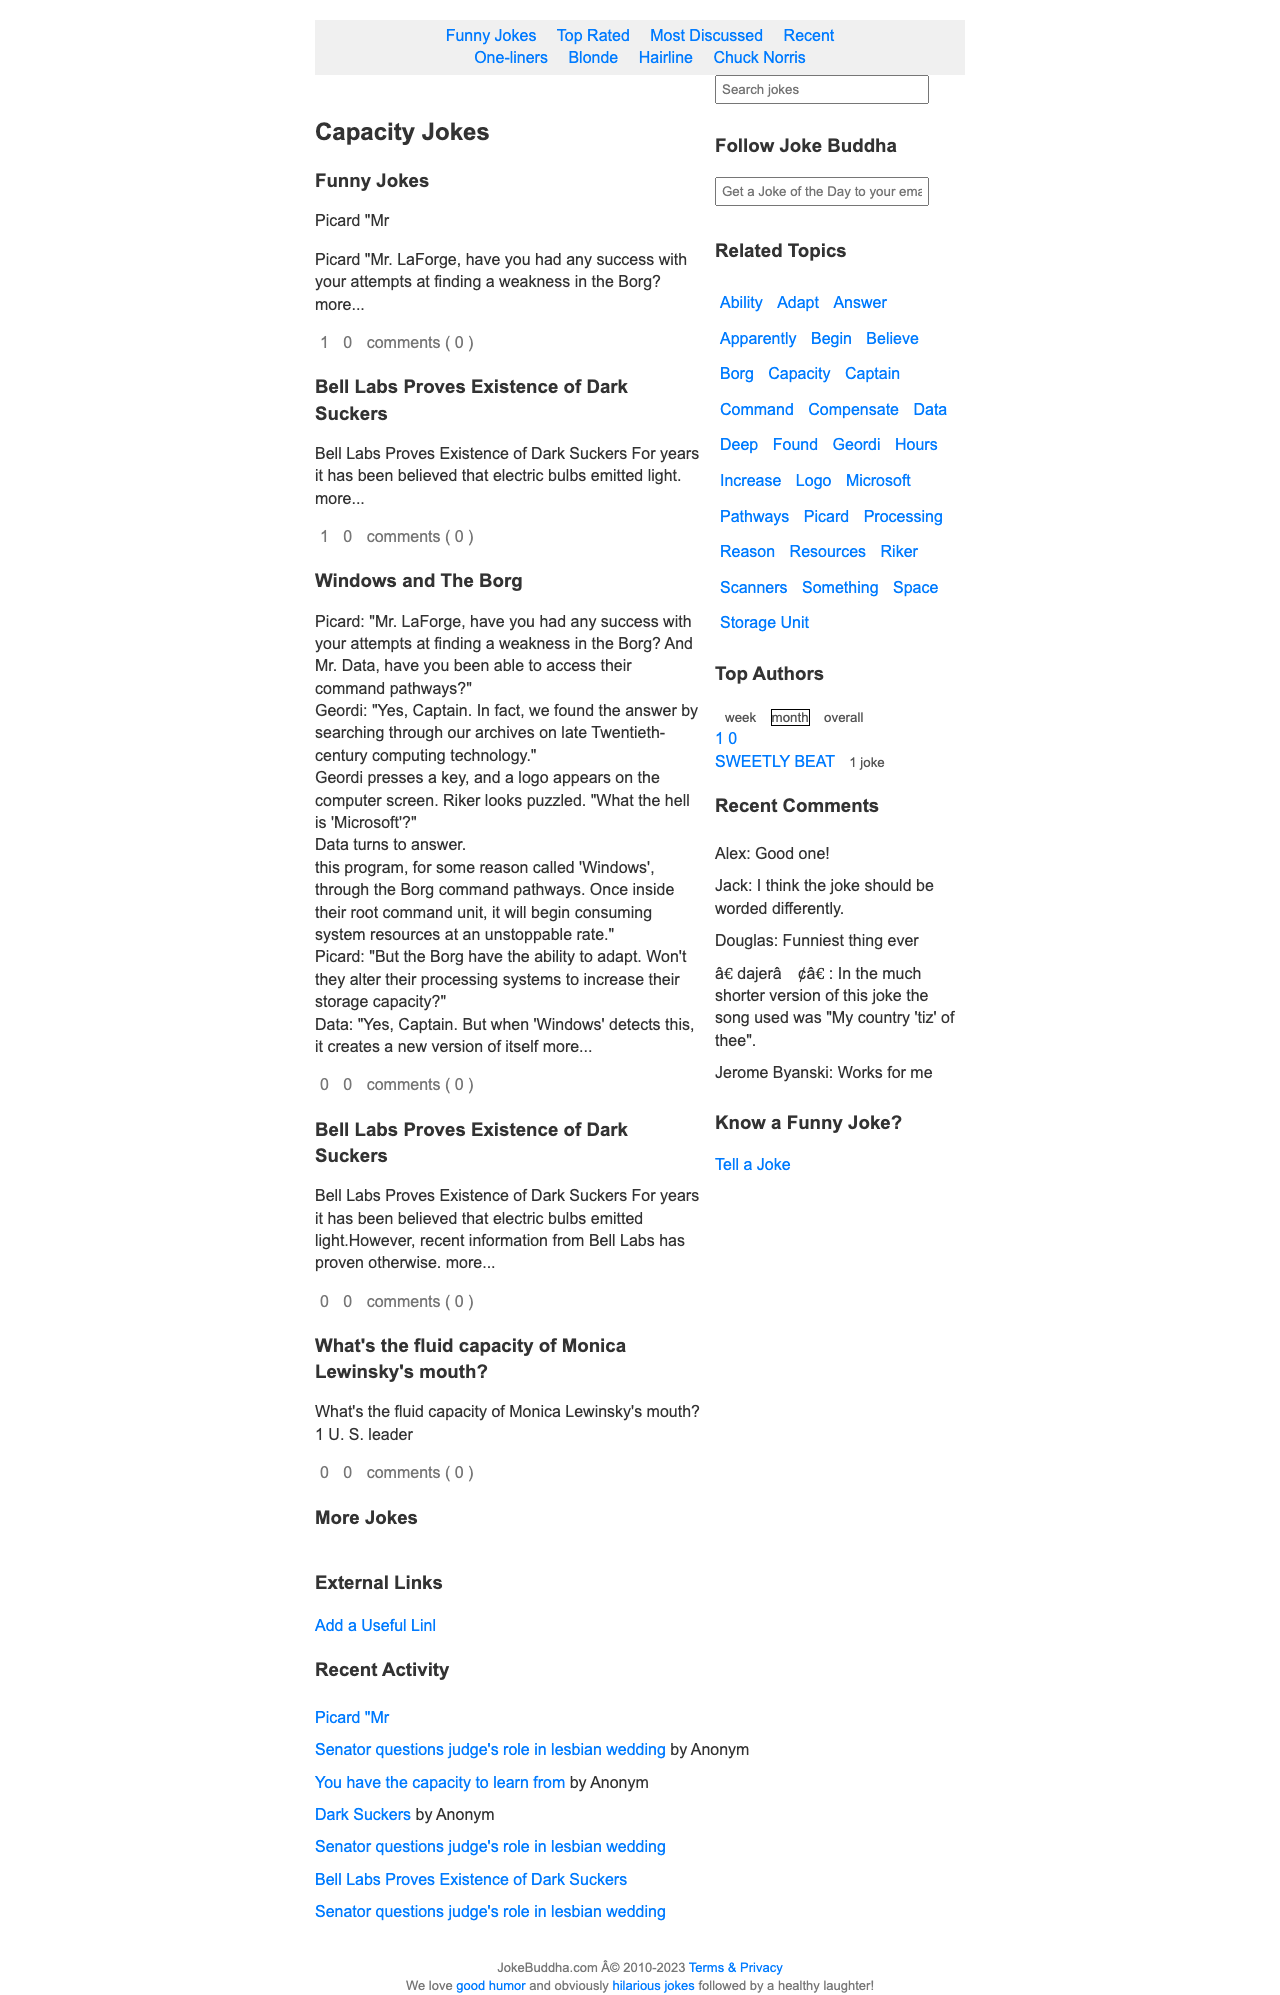 Funny Jokes Top Rated Most Discussed Recent
One-liners Blonde Hairline Chuck Norris
Search jokes
Capacity Jokes
Funny Jokes
Picard "Mr
Picard "Mr. LaForge, have you had any success with
your attempts at finding a weakness in the Borg?
more...
1 0 comments ( 0 )
Bell Labs Proves Existence of Dark
Suckers
Bell Labs Proves Existence of Dark Suckers For years
it has been believed that electric bulbs emitted light.
more...
1 0 comments ( 0 )
Windows and The Borg
Picard: "Mr. LaForge, have you had any success with
your attempts at finding a weakness in the Borg? And
Mr. Data, have you been able to access their
command pathways?"
Geordi: "Yes, Captain. In fact, we found the answer by
searching through our archives on late Twentieth-
century computing technology."
Geordi presses a key, and a logo appears on the
computer screen. Riker looks puzzled. "What the hell
is 'Microsoft'?"
Data turns to answer.
this program, for some reason called 'Windows',
through the Borg command pathways. Once inside
their root command unit, it will begin consuming
system resources at an unstoppable rate."
Picard: "But the Borg have the ability to adapt. Won't
they alter their processing systems to increase their
storage capacity?"
Data: "Yes, Captain. But when 'Windows' detects this,
it creates a new version of itself more...
0 0 comments ( 0 )
Bell Labs Proves Existence of Dark
Suckers
Bell Labs Proves Existence of Dark Suckers For years
it has been believed that electric bulbs emitted
light.However, recent information from Bell Labs has
proven otherwise. more...
0 0 comments ( 0 )
What's the fluid capacity of Monica
Lewinsky's mouth?
What's the fluid capacity of Monica Lewinsky's mouth?
1 U. S. leader
0 0 comments ( 0 )
More Jokes
External Links
Add a Useful Linl
Recent Activity
Picard "Mr
Senator questions judge's role in lesbian wedding by Anonym
You have the capacity to learn from by Anonym
Dark Suckers by Anonym
Senator questions judge's role in lesbian wedding
Bell Labs Proves Existence of Dark Suckers
Senator questions judge's role in lesbian wedding
Follow Joke Buddha
Get a Joke of the Day to your ema
Related Topics
Ability Adapt Answer
Apparently Begin Believe
Borg Capacity Captain
Command Compensate Data
Deep Found Geordi Hours
Increase Logo Microsoft
Pathways Picard Processing
Reason Resources Riker
Scanners Something Space
Storage Unit
Top Authors
week month overall
1 0
SWEETLY BEAT 1 joke
Recent Comments
Alex: Good one!
Jack: I think the joke should be
worded differently.
Douglas: Funniest thing ever
â€ dajerâ ¢â€ : In the much
shorter version of this joke the
song used was "My country 'tiz' of
thee".
Jerome Byanski: Works for me
Know a Funny Joke?
Tell a Joke
JokeBuddha.com Â© 2010-2023 Terms & Privacy
We love good humor and obviously hilarious jokes followed by a healthy laughter!